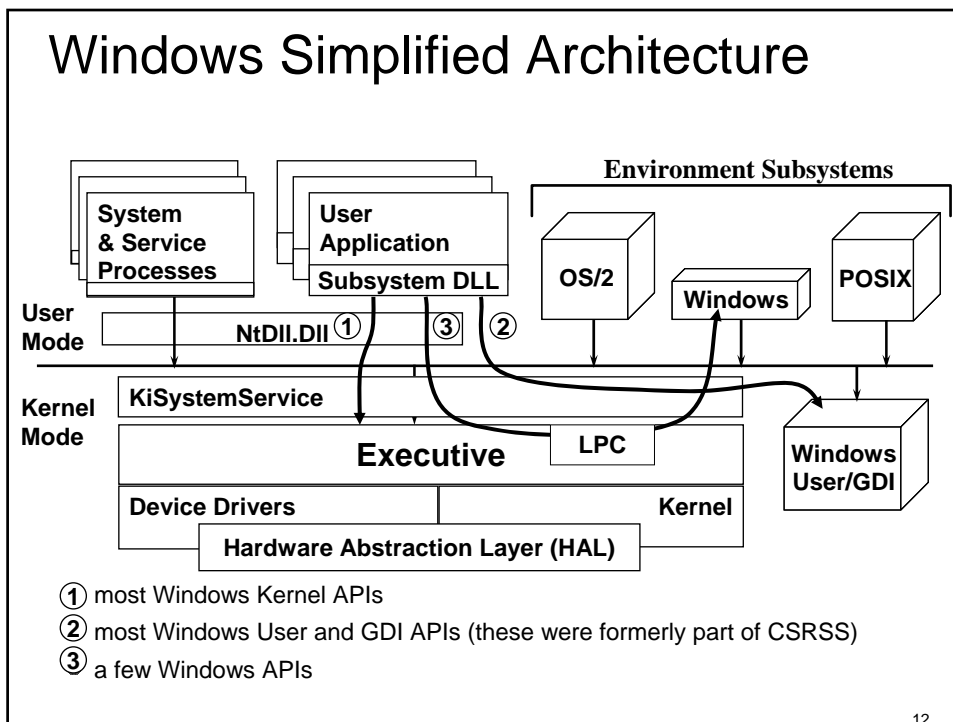 Windows Simplified Architecture
Environment Subsystems
System
& Service
Processes
User
Application
Subsystem DLL
OS/2
Windows
POSIX
User
Mode
NtDll.Dll
1
3
2
Kernel
Mode
KiSystemService
Executive
LPC
Windows
User/GDI
Device Drivers
Kernel
Hardware Abstraction Layer (HAL)
1 most Windows Kernel APIs
2 most Windows User and GDI APIs (these were formerly part of CSRSS)
3 a few Windows APIs
12